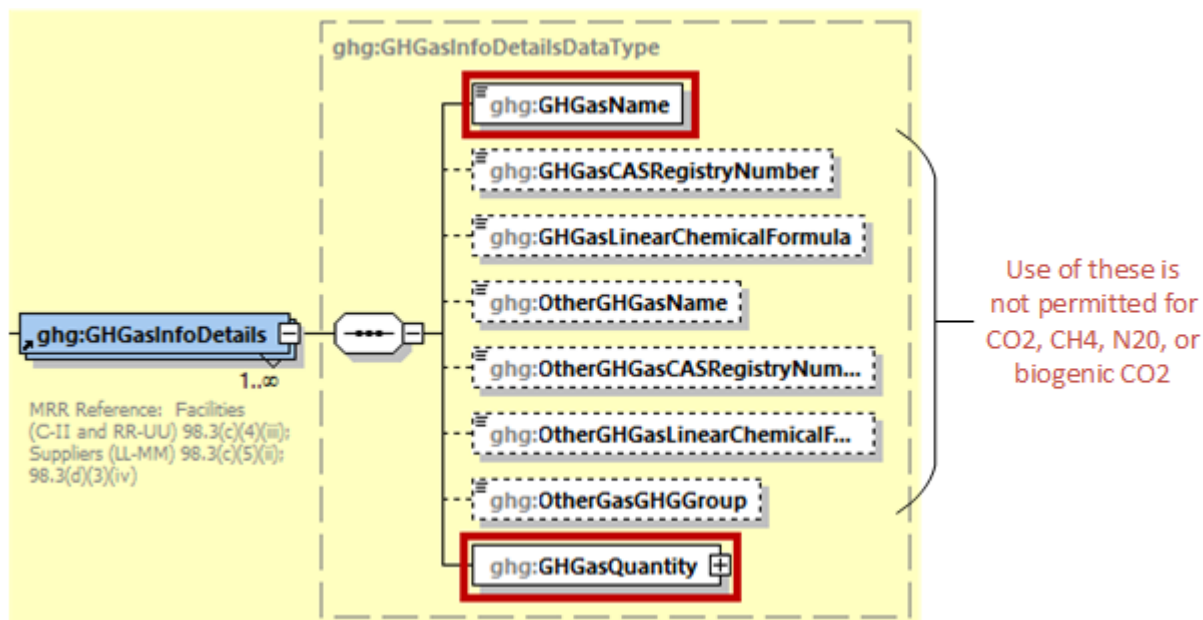 ghg:GHGasInfoDetailsDataType
ghg:GHGasName
ghg:GHGasCASRegistryNumber
ghg:GHGasLinearChemicalFormula
ghg:OtherGHGasName
ghg:OtherGHGasCASRegistryNum...
ghg:OtherGHGasLinearChemicalF...
ghg:OtherGasGHGGroup
ghg:GHGasQuantity
ghg:GHGasInfoDetails
1..∞
MRR Reference: Facilities
(C-II and RR-UU) 98.3(c)(4)(iii);
Suppliers (LL-MM) 98.3(c)(5)(ii);
98.3(d)(3)(iv)
Use of these is
not permitted for
CO2, CH4, N20, or
biogenic CO2